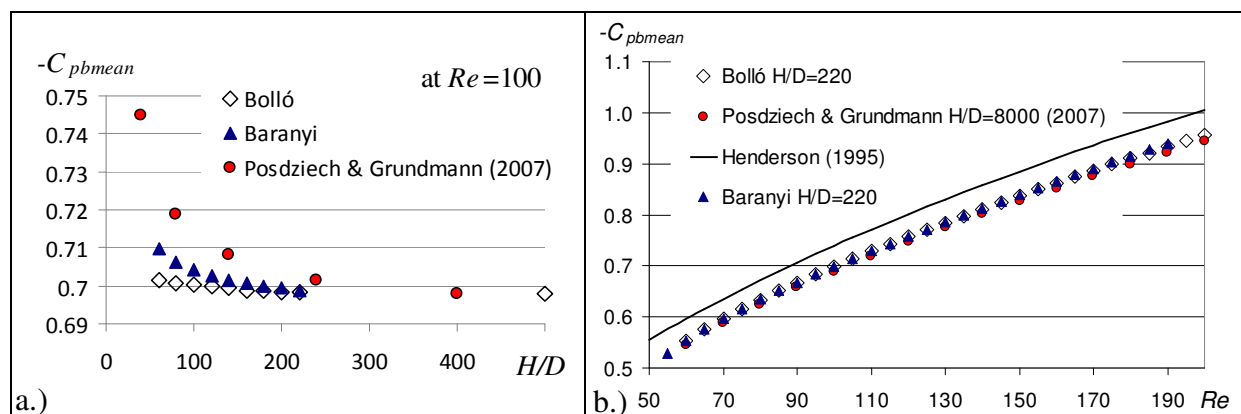 -C pbmean
at Re=100
0.75
0.74
0.73
0.72
0.71
0.7
0.69
0 100 200 300 400 H/D
Bolló
Baranyi
Posdziech & Grundmann (2007)
a.)
-C pbmean
1.1
1.0
0.9
0.8
0.7
0.6
0.5
50 70 90 110 130 150 170 190 Re
Bolló H/D=220
Posdziech & Grundmann H/D=8000 (2007)
Henderson (1995)
Baranyi H/D=220
b.)